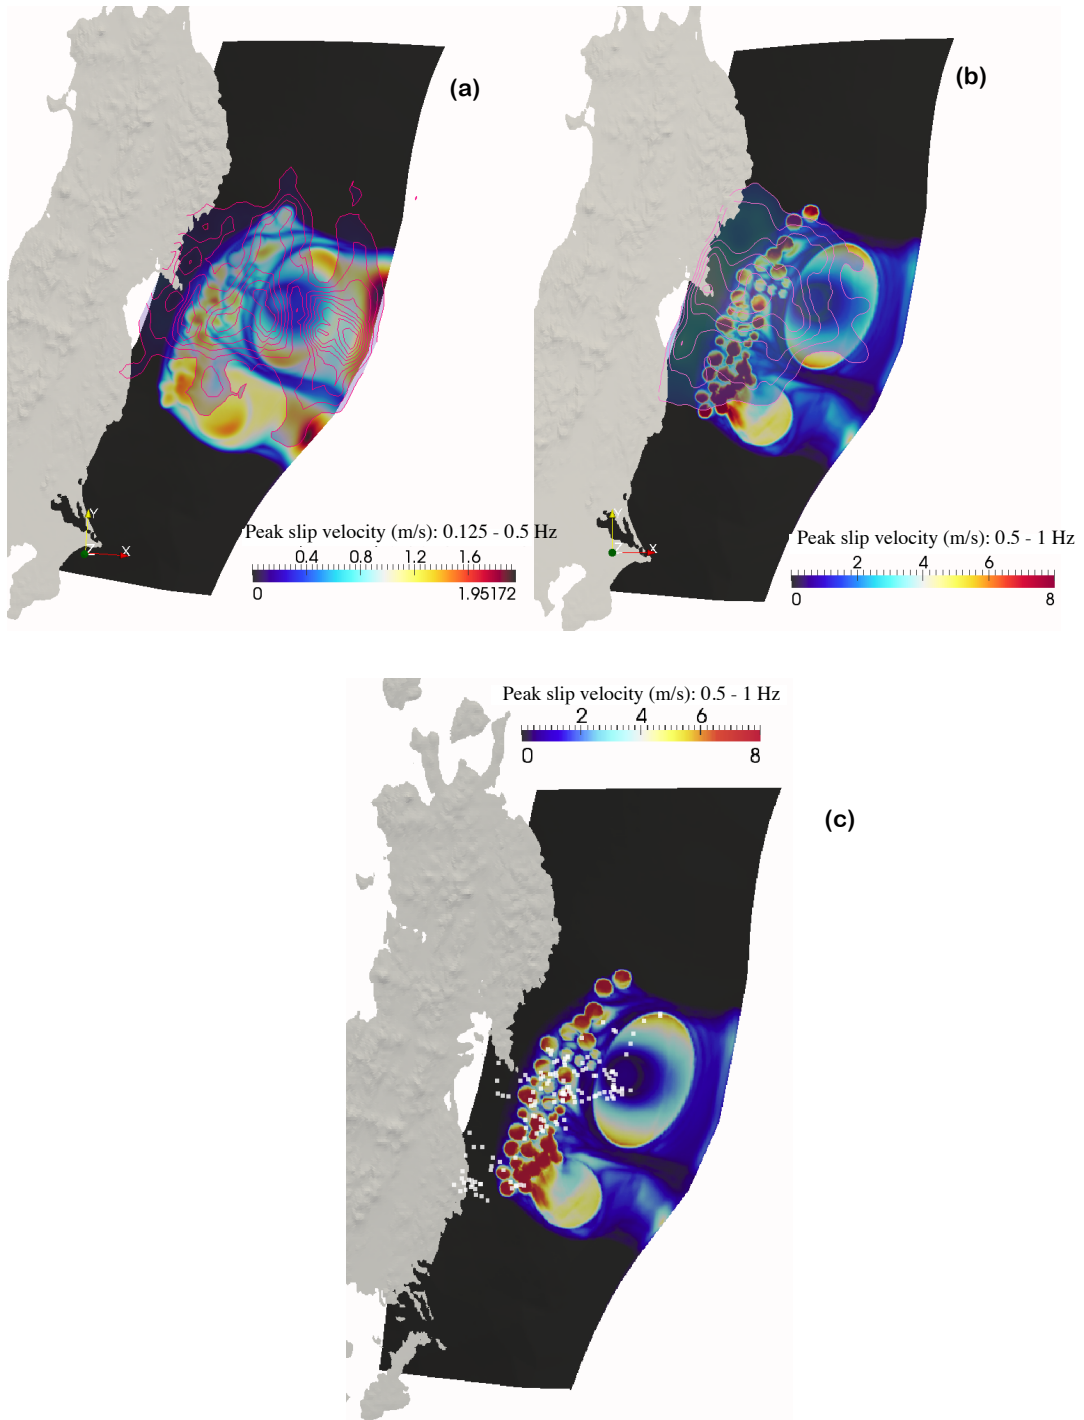 (a)
Y
Z
X
Peak slip velocity (m/s): 0.125 - 0.5 Hz
0.4 0.8 1.2 1.6
0 1.95172
(b)
Y
Z
X
Peak slip velocity (m/s): 0.5 - 1 Hz
2 4 6
0 8
Peak slip velocity (m/s): 0.5 - 1 Hz
2 4 6
0 8
(c)